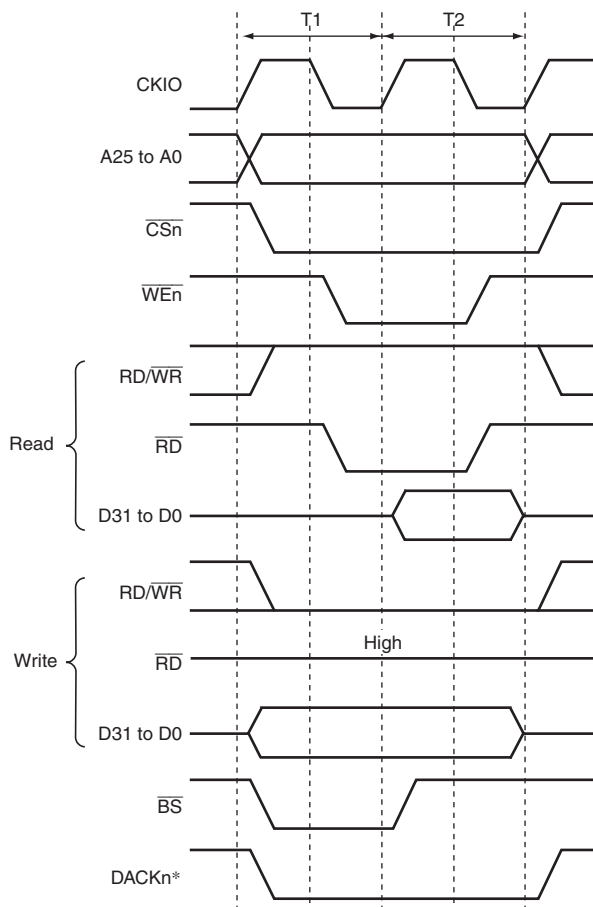 T1 T2
CKIO
A25 to A0
CSn
WEn
RD/WR
Read
RD
D31 to D0
RD/WR
High
Write
RD
D31 to D0
BS
DACKn*